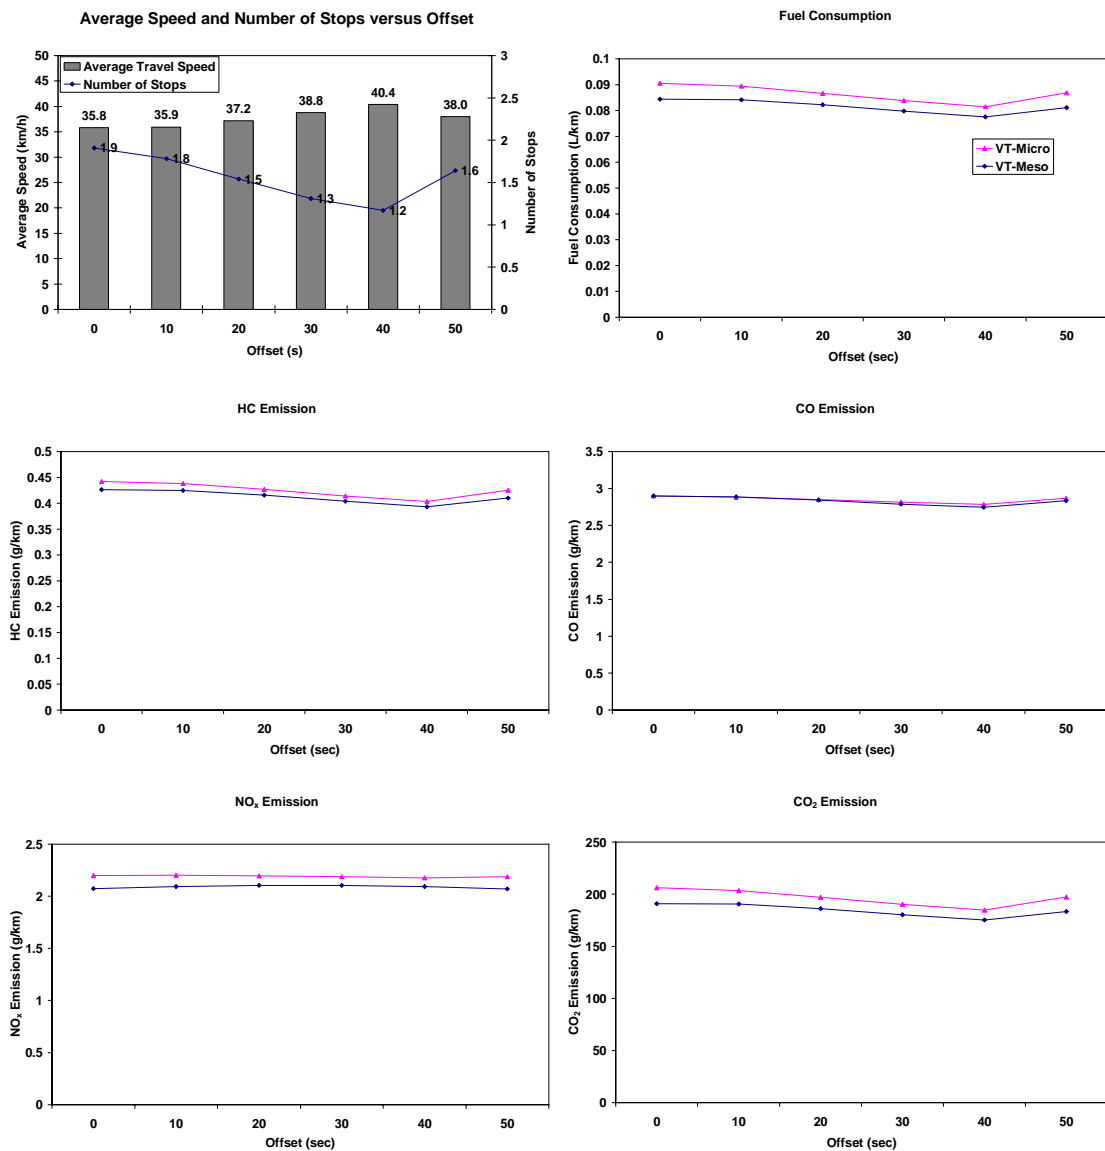 Average Speed and Number of Stops versus Offset
50
45
40
35
30
25
20
15
10
5
0
Average Speed (km/h)
3
2.5
2
1.5
1
0.5
0
Number of Stops
Average Travel Speed
Number of Stops
35.8
35.9
37.2
38.8
40.4
38.0
1.9
1.8
1.5
1.3
1.2
1.6
0 10 20 30 40 50
Offset (s)
Fuel Consumption
0.1
0.09
0.08
0.07
0.06
0.05
0.04
0.03
0.02
0.01
0
Fuel Consumption (L/km)
VT-Micro
VT-Meso
0 10 20 30 40 50
Offset (sec)
HC Emission
0.5
0.45
0.4
0.35
0.3
0.25
0.2
0.15
0.1
0.05
0
HC Emission (g/km)
0 10 20 30 40 50
Offset (sec)
CO Emission
3.5
3
2.5
2
1.5
1
0.5
0
CO Emission (g/km)
0 10 20 30 40 50
Offset (sec)
NOₓ Emission
2.5
2
1.5
1
0.5
0
NOₓ Emission (g/km)
0 10 20 30 40 50
Offset (sec)
CO₂ Emission
250
200
150
100
50
0
CO₂ Emission (g/km)
0 10 20 30 40 50
Offset (sec)